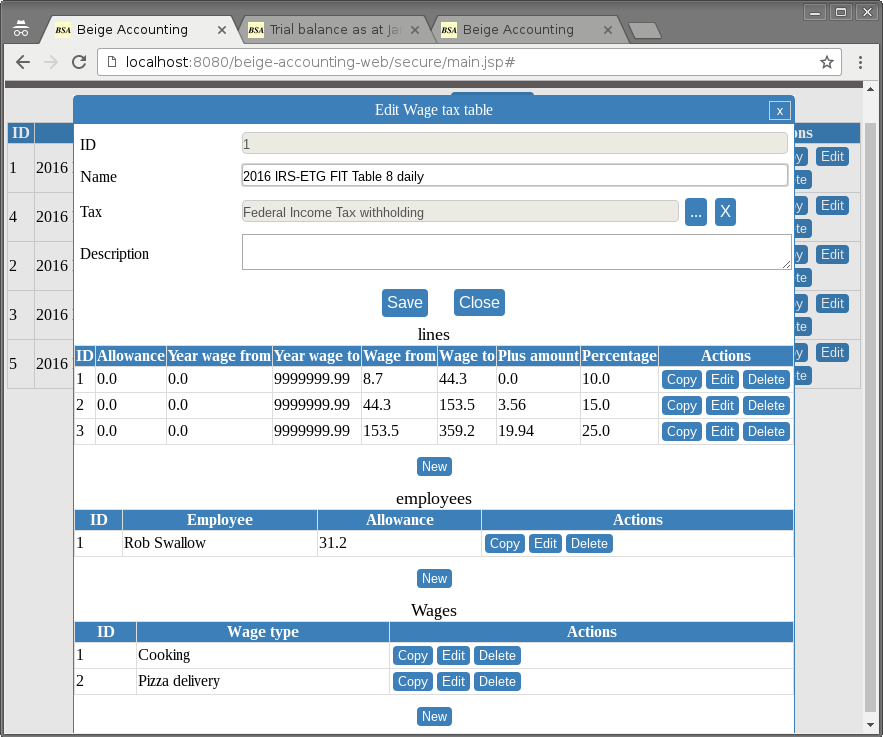 BSA Beige Accounting
BSA Trial balance as at Jan
BSA Beige Accounting
localhost:8080/beige-accounting-web/secure/main.jsp#
Edit Wage tax table x
ID 1
Name 2016 IRS-ETG FIT Table 8 daily
Tax Federal Income Tax withholding ... X
Description
Save Close
lines
ID Allowance Year wage from Year wage to Wage from Wage to Plus amount Percentage Actions
1 0.0 0.0 9999999.99 8.7 44.3 0.0 10.0 Copy Edit Delete
2 0.0 0.0 9999999.99 44.3 153.5 3.56 15.0 Copy Edit Delete
3 0.0 0.0 9999999.99 153.5 359.2 19.94 25.0 Copy Edit Delete
New
employees
ID Employee Allowance Actions
1 Rob Swallow 31.2 Copy Edit Delete
New
Wages
ID Wage type Actions
1 Cooking Copy Edit Delete
2 Pizza delivery Copy Edit Delete
New
ID
1 2016 Edit
4 2016 Edit
2 2016 Edit
3 2016 Edit
5 2016 Edit